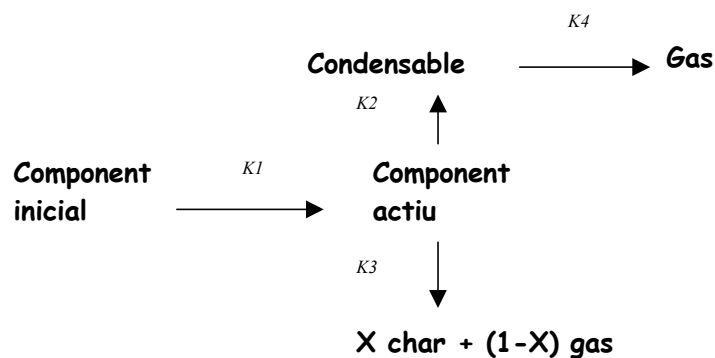 K4
Condensable
Gas
K2
Component
inicial
K1
Component
actiu
K3
X char + (1-X) gas